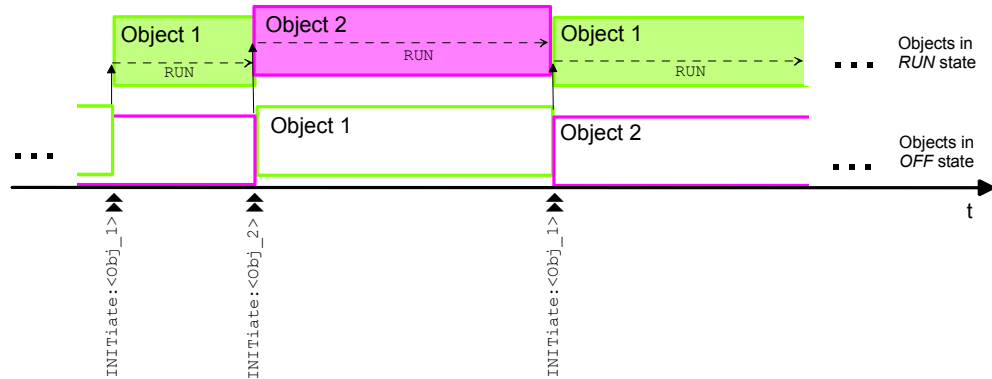 Object 1
Object 2
Object 1
RUN
RUN
RUN
...
Objects in
RUN state
...
Object 1
Object 2
...
Objects in
OFF state
t
INITiate:<Obj_1>
INITiate:<Obj_2>
INITiate:<Obj_1>